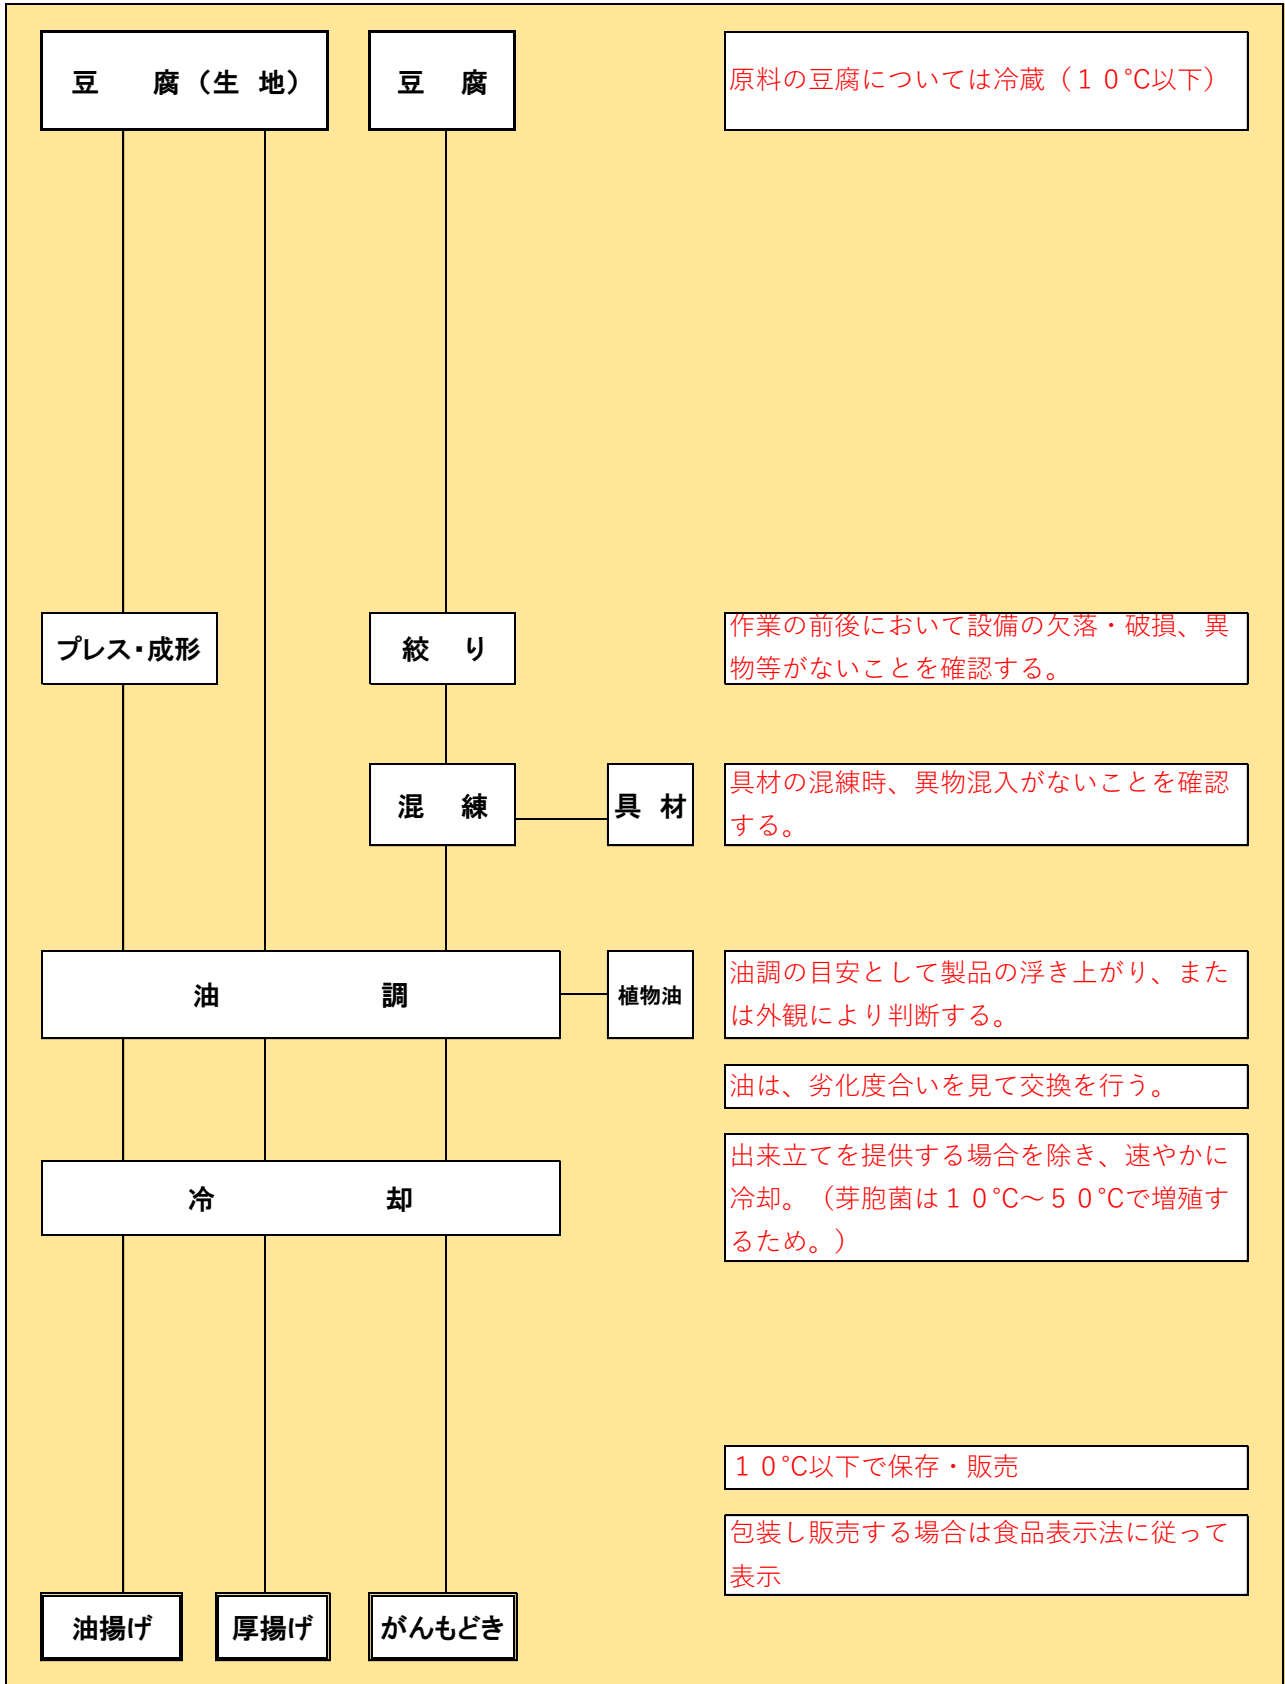 豆　腐（生 地）
豆　腐
原料の豆腐については冷蔵（１０℃以下）
プレス・成形
絞　り
作業の前後において設備の欠落・破損、異
物等がないことを確認する。
混　練
具 材
具材の混練時、異物混入がないことを確認
する。
油　調
植物油
油調の目安として製品の浮き上がり、また
は外観により判断する。
油は、劣化度合いを見て交換を行う。
冷　却
出来立てを提供する場合を除き、速やかに
冷却。（芽胞菌は１０℃～５０℃で増殖す
るため。）
１０℃以下で保存・販売
包装し販売する場合は食品表示法に従って
表示
油揚げ
厚揚げ
がんもどき